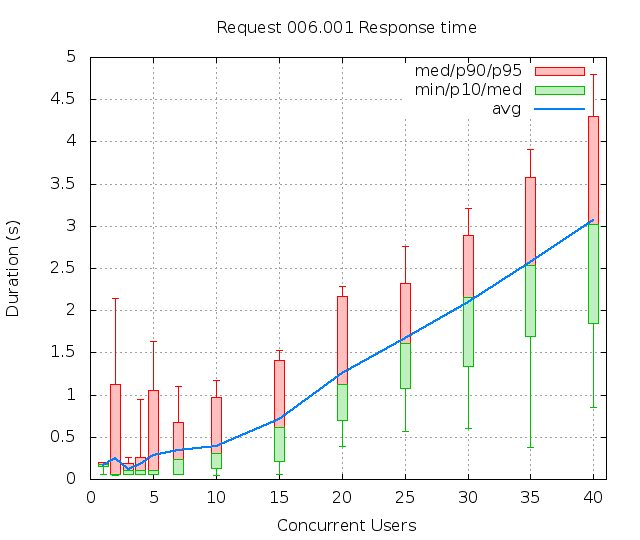 Request 006.001 Response time
med/p90/p95
min/p10/med
avg
Duration (s)
5
4.5
4
3.5
3
2.5
2
1.5
1
0.5
0
0 5 10 15 20 25 30 35 40
Concurrent Users